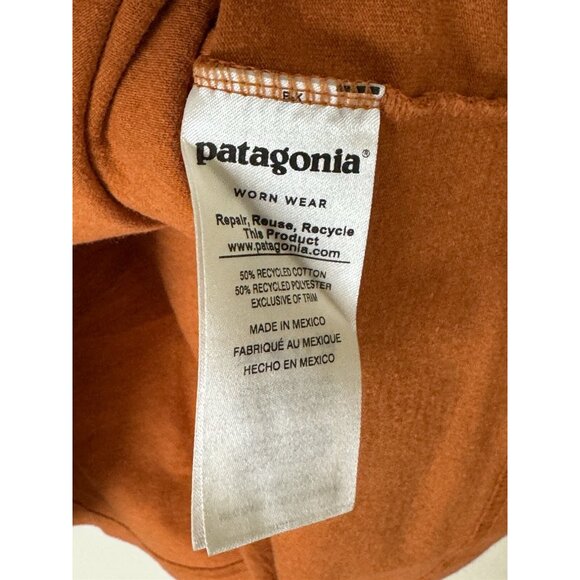 patagonia®
WORN WEAR
Repair, Reuse, Recycle
This Product
www.patagonia.com
50% RECYCLED COTTON
50% RECYCLED POLYESTER
EXCLUSIVE OF TRIM
MADE IN MEXICO
FABRIQUÉ AU MEXIQUE
HECHO EN MEXICO